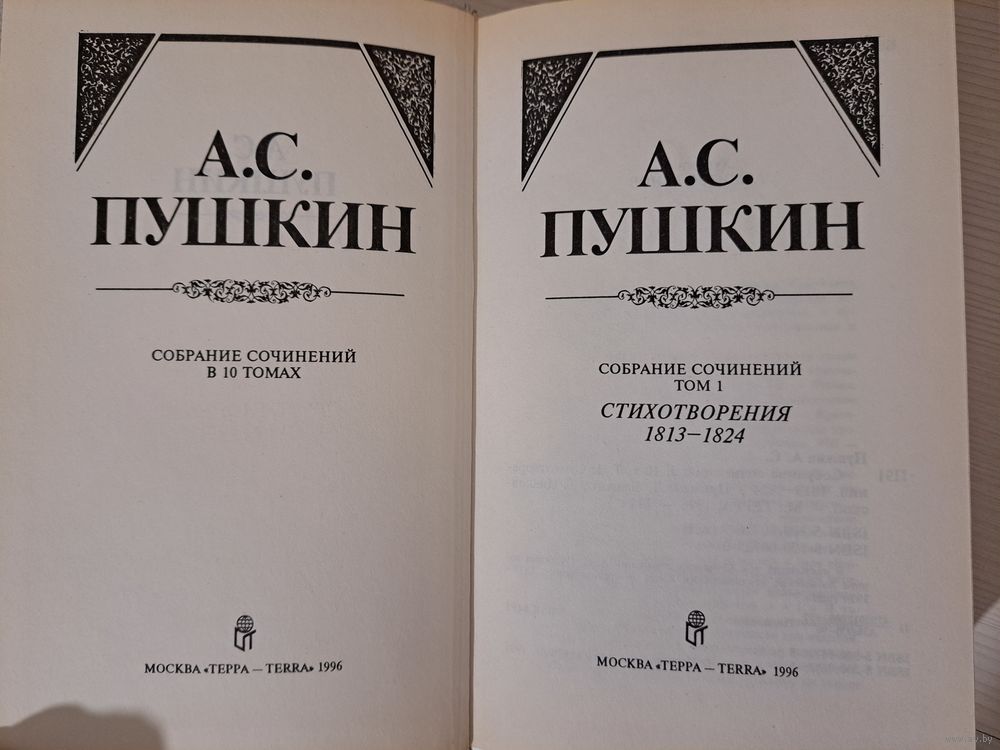 А.С.
ПУШКИН
СОБРАНИЕ СОЧИНЕНИЙ
В 10 ТОМАХ
МОСКВА «ТЕРРА – TERRA» 1996
А.С.
ПУШКИН
СОБРАНИЕ СОЧИНЕНИЙ
ТОМ 1
СТИХОТВОРЕНИЯ
1813–1824
МОСКВА «ТЕРРА – TERRA» 1996